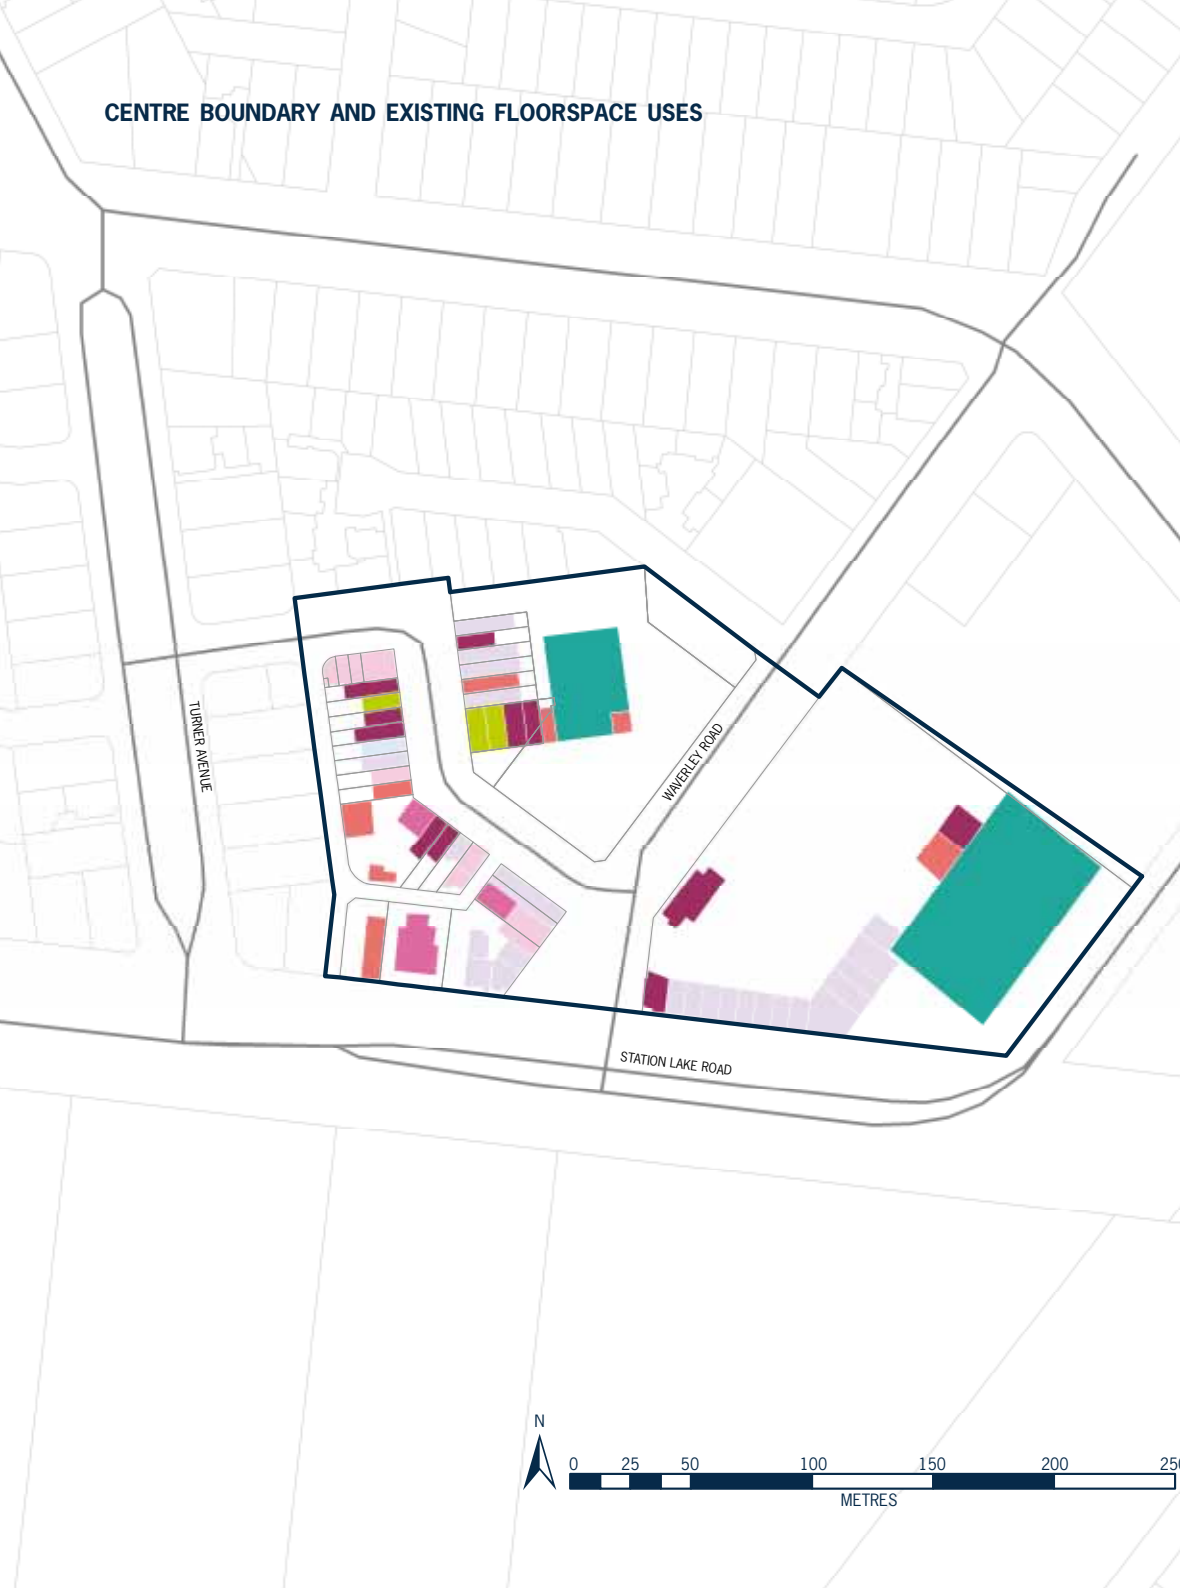 CENTRE BOUNDARY AND EXISTING FLOORSPACE USES
TURNER AVENUE
WAVERLEY ROAD
STATION LAKE ROAD
N
0 25 50 100 150 200 250
METRES